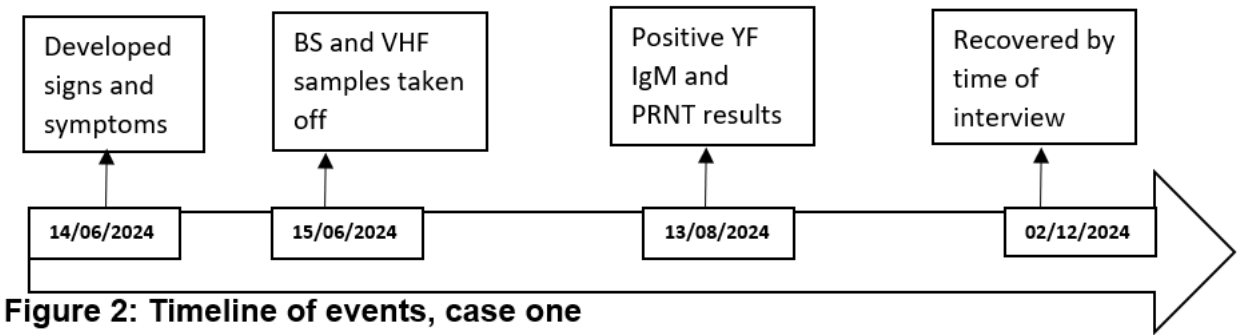 Developed
signs and
symptoms
BS and VHF
samples taken
off
Positive YF
IgM and
PRNT results
Recovered by
time of
interview
14/06/2024
15/06/2024
13/08/2024
02/12/2024
Figure 2: Timeline of events, case one